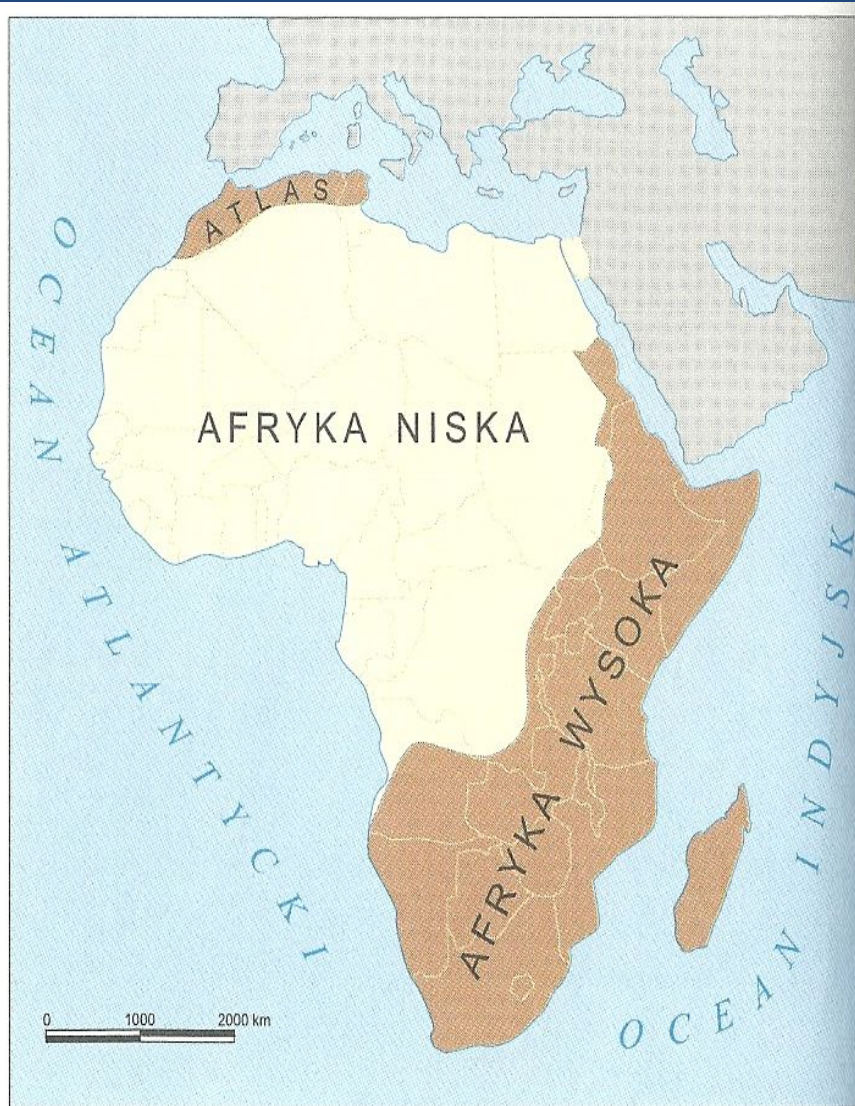 ATLAS
OCEAN ATLANTYCKI
AFRYKA NISKA
AFRYKA WYSOKA
OCEAN INDYJSKI
0 1000 2000 km